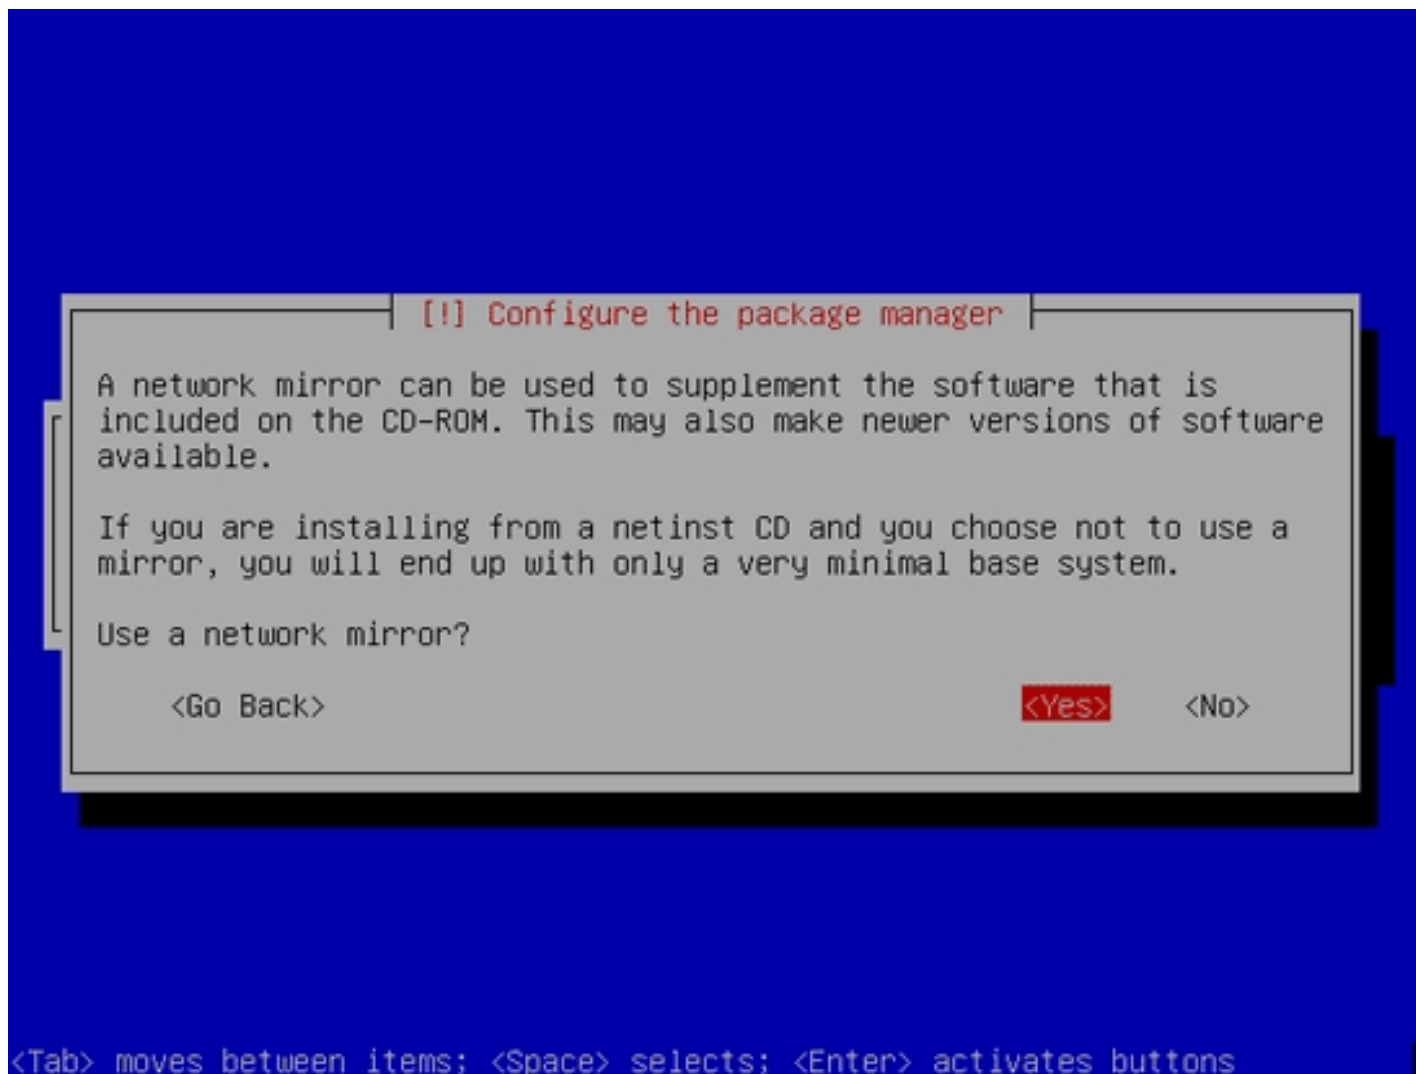 [!] Configure the package manager
A network mirror can be used to supplement the software that is
included on the CD-ROM. This may also make newer versions of software
available.
If you are installing from a netinst CD and you choose not to use a
mirror, you will end up with only a very minimal base system.
Use a network mirror?
<Go Back> <Yes> <No>
<Tab> moves between items; <Space> selects; <Enter> activates buttons